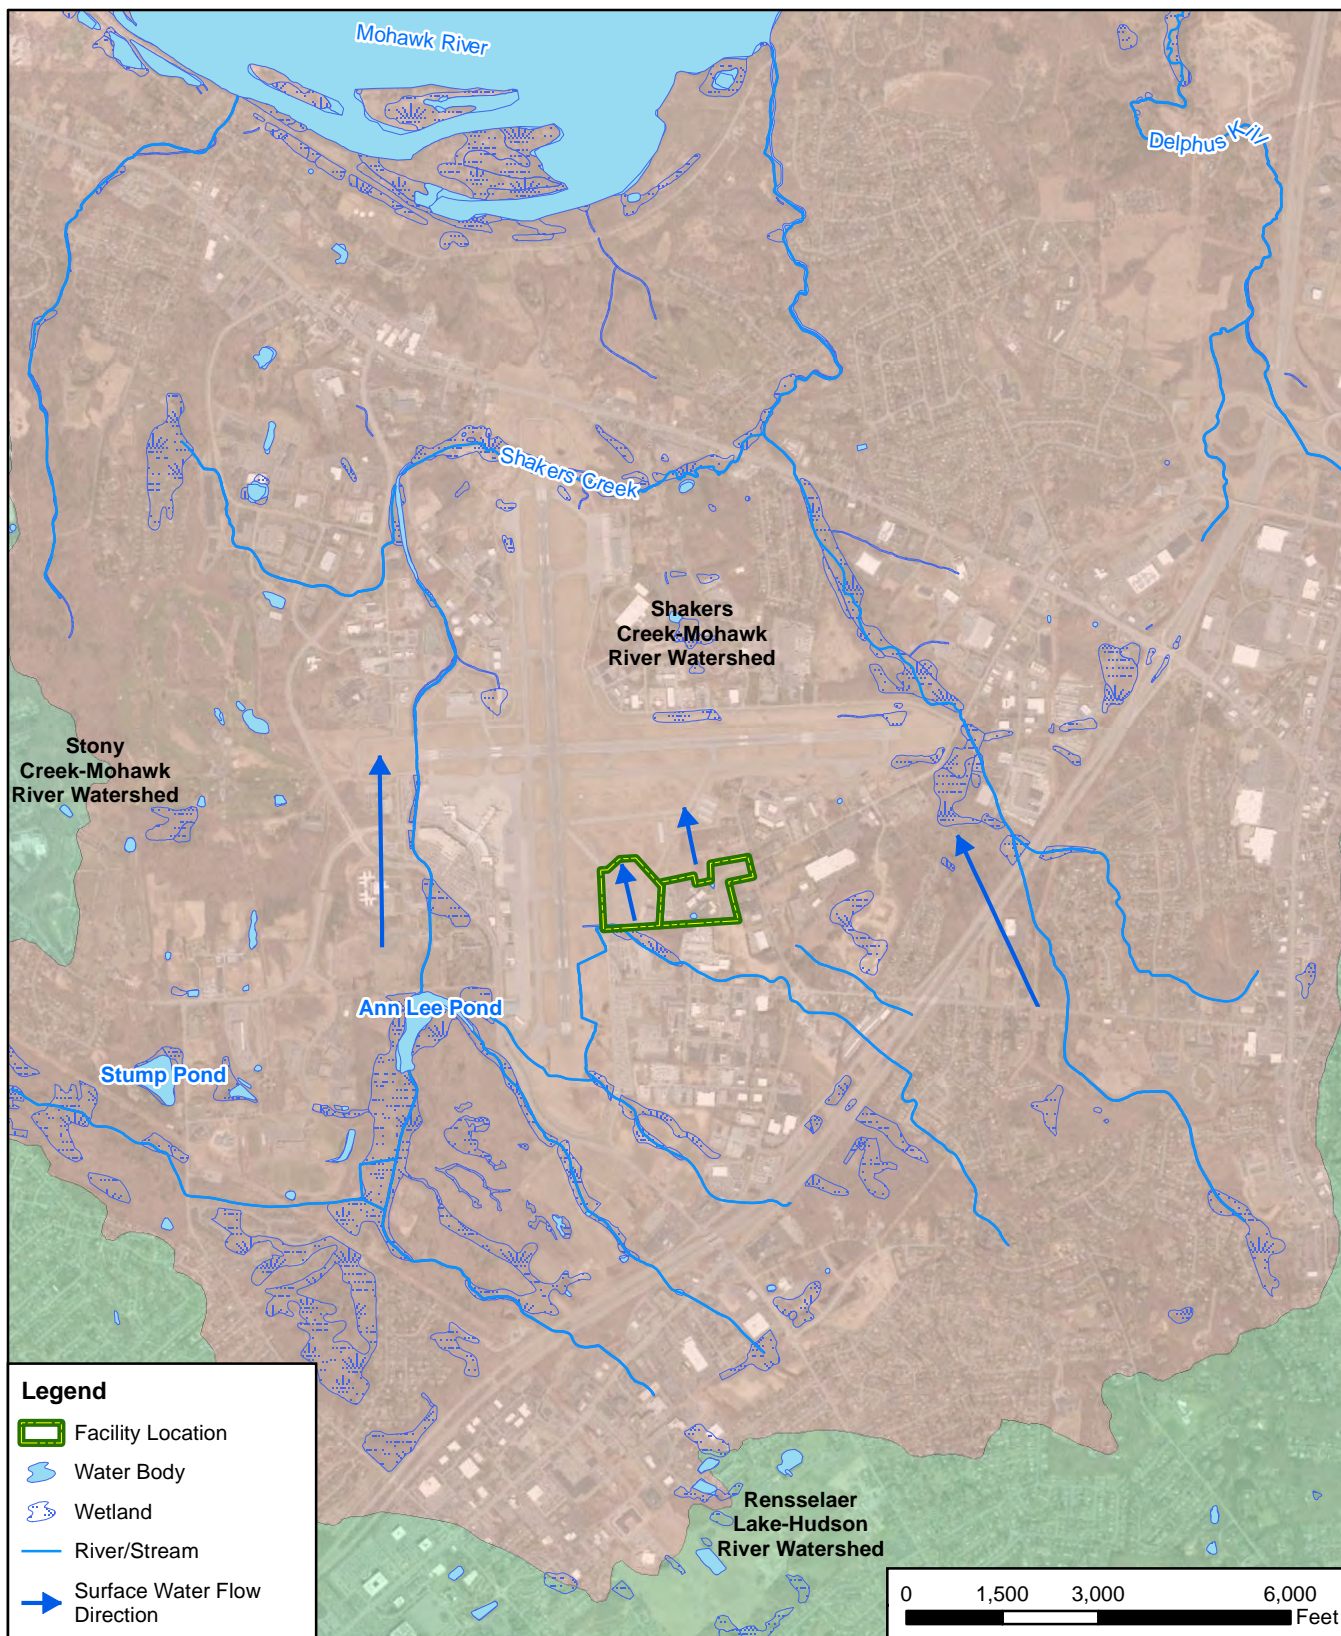 Mohawk River
Delphus Kill
Shakers Creek
Shakers
Creek-Mohawk
River Watershed
Stony
Creek-Mohawk
River Watershed
Ann Lee Pond
Stump Pond
Rensselaer
Lake-Hudson
River Watershed
Legend
Facility Location
Water Body
Wetland
River/Stream
Surface Water Flow
Direction
0 1,500 3,000 6,000
Feet